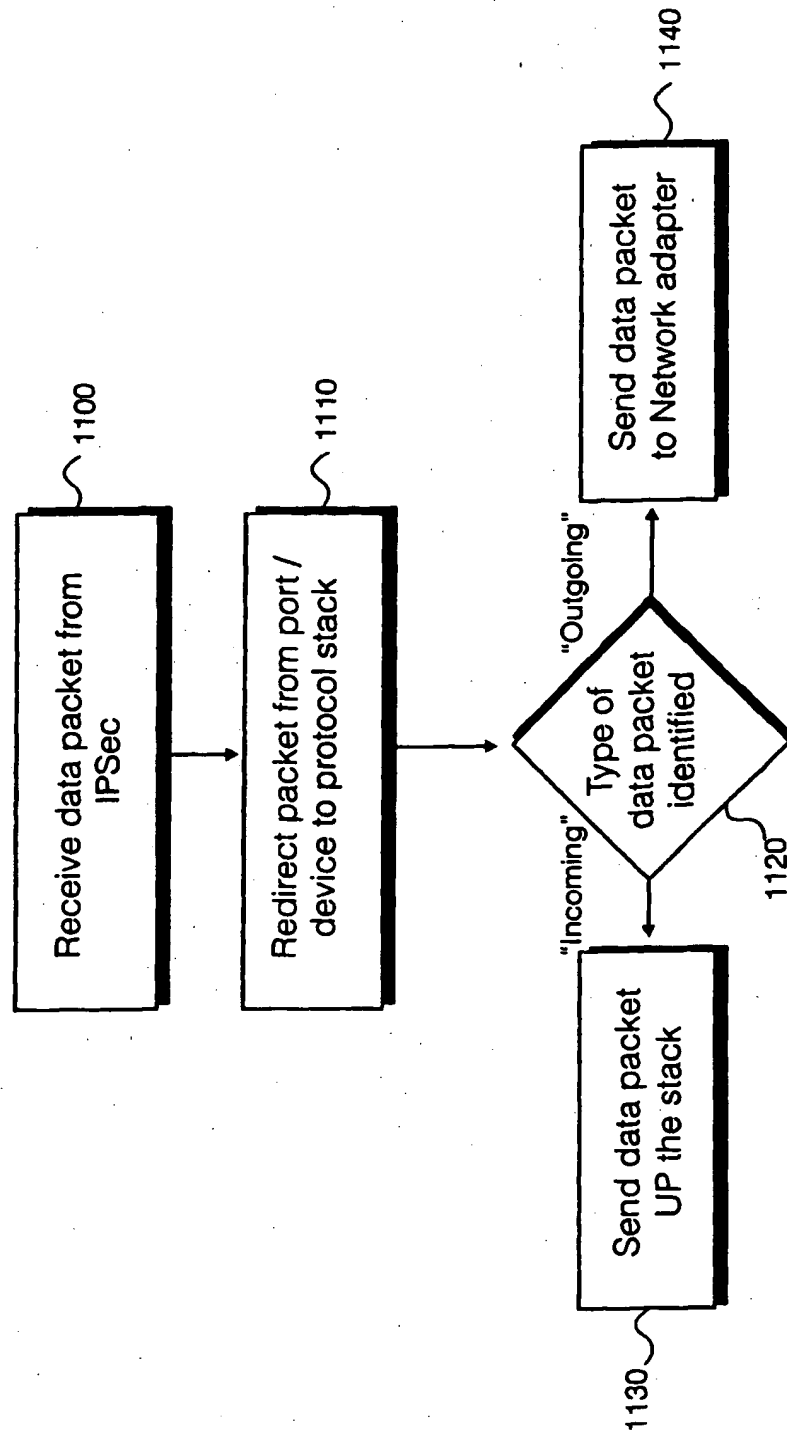 Receive data packet from
IPSec
1100
Redirect packet from port /
device to protocol stack
1110
Type of
data packet
identified
1120
"Incoming"
"Outgoing"
Send data packet
UP the stack
1130
Send data packet
to Network adapter
1140